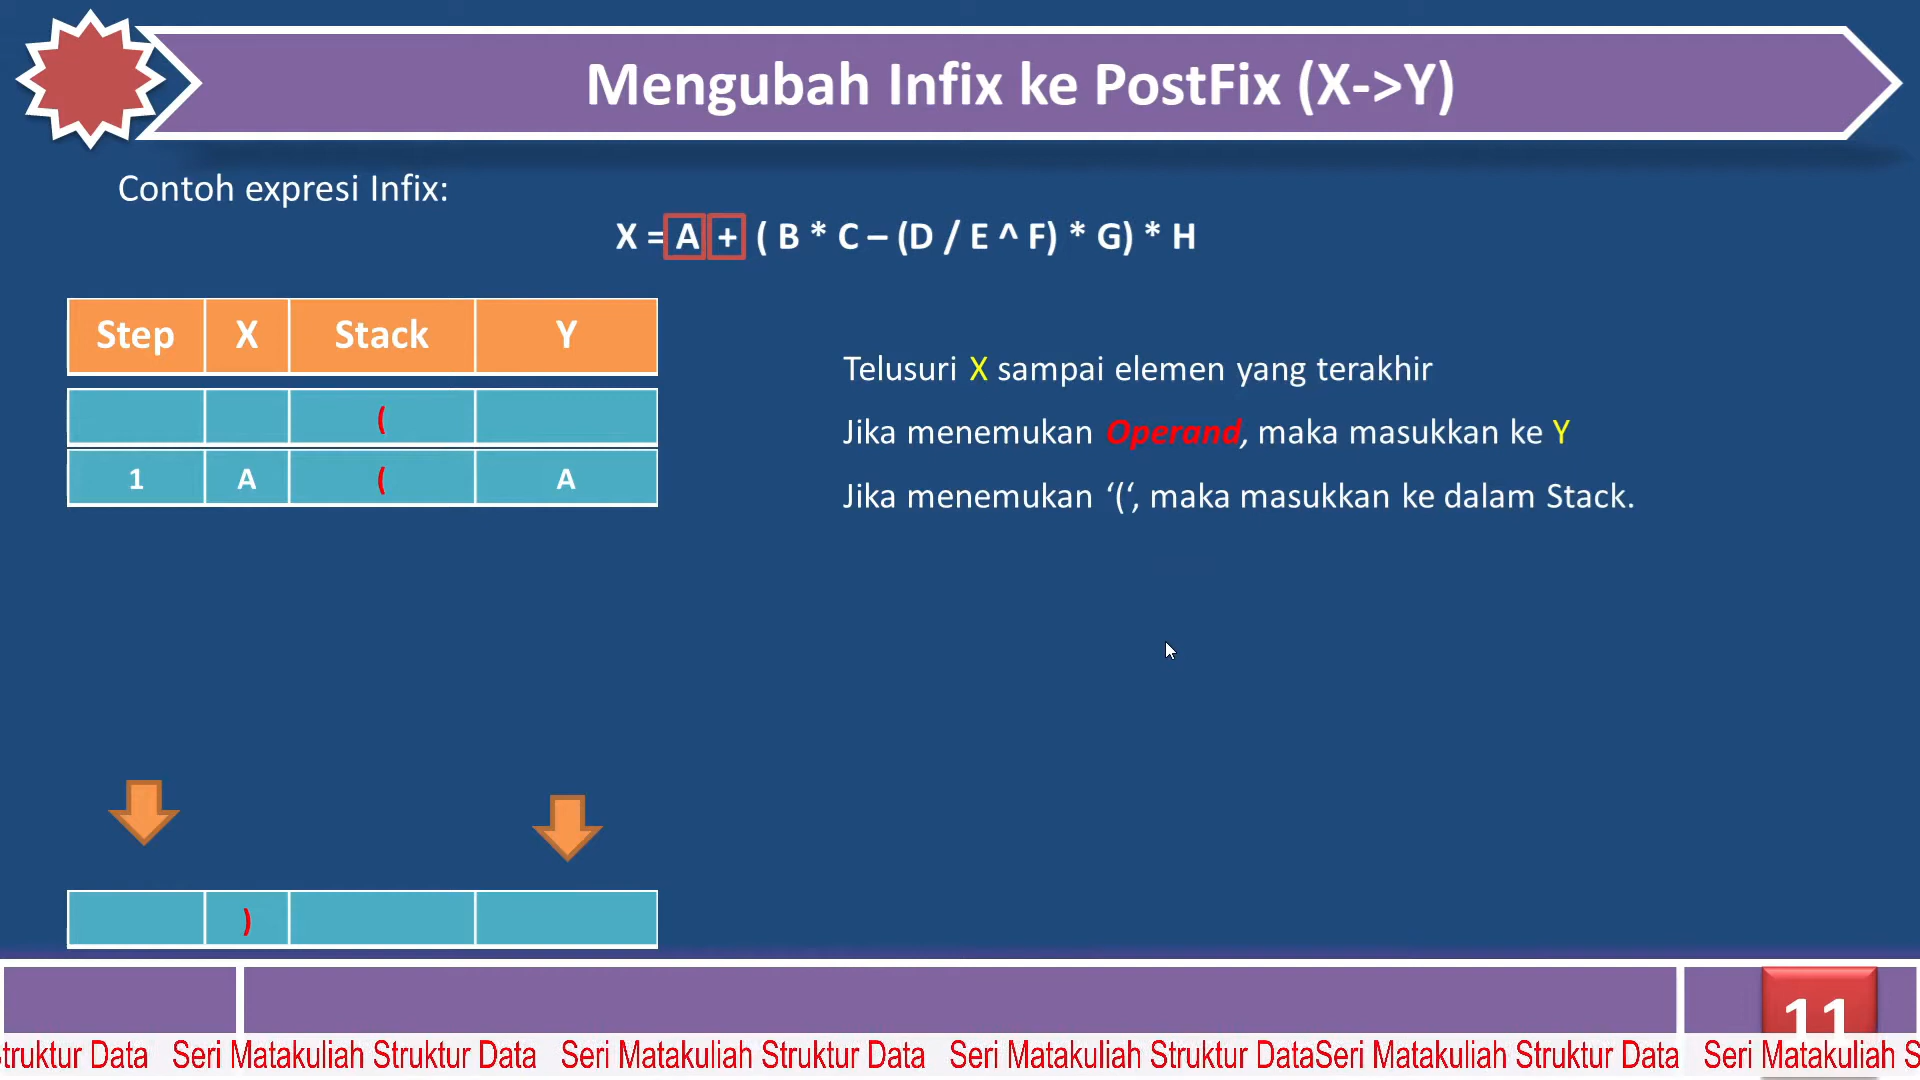 Mengubah Infix ke PostFix (X->Y)
Contoh expresi Infix:
X = A + ( B * C – (D / E ^ F) * G) * H
Step X Stack Y
(
1 A ( A
Telusuri X sampai elemen yang terakhir
Jika menemukan Operand, maka masukkan ke Y
Jika menemukan ‘(‘, maka masukkan ke dalam Stack.
)
11
truktur Data Seri Matakuliah Struktur Data Seri Matakuliah Struktur Data Seri Matakuliah Struktur DataSeri Matakuliah Struktur Data Seri Matakuliah S